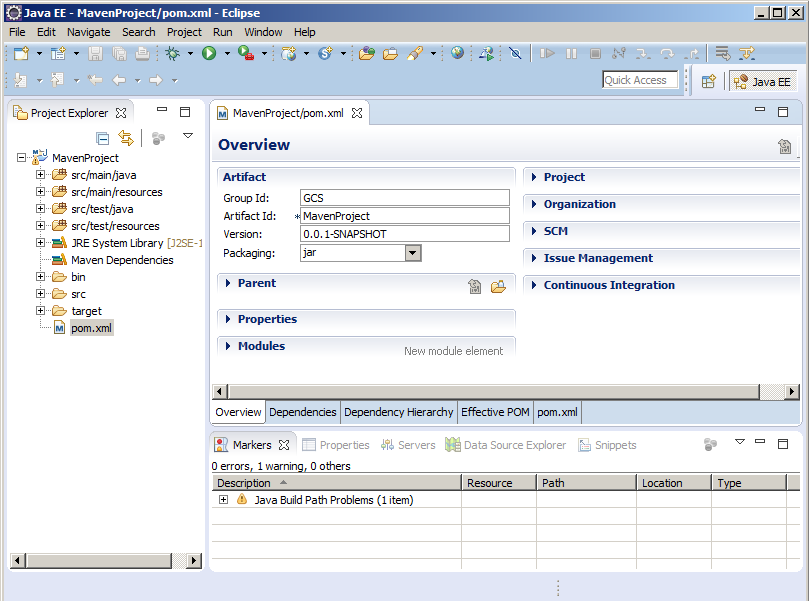 Java EE - MavenProject/pom.xml - Eclipse
File Edit Navigate Search Project Run Window Help
Quick Access
Java EE
Project Explorer
MavenProject
src/main/java
src/main/resources
src/test/java
src/test/resources
JRE System Library [J2SE-1
Maven Dependencies
bin
src
target
pom.xml
MavenProject/pom.xml
Overview
Artifact
Group Id: GCS
Artifact Id: *MavenProject
Version: 0.0.1-SNAPSHOT
Packaging: jar
Parent
Properties
Modules
New module element
Project
Organization
SCM
Issue Management
Continuous Integration
Overview Dependencies Dependency Hierarchy Effective POM pom.xml
Markers Properties Servers Data Source Explorer Snippets
0 errors, 1 warning, 0 others
Description Resource Path Location Type
Java Build Path Problems (1 item)